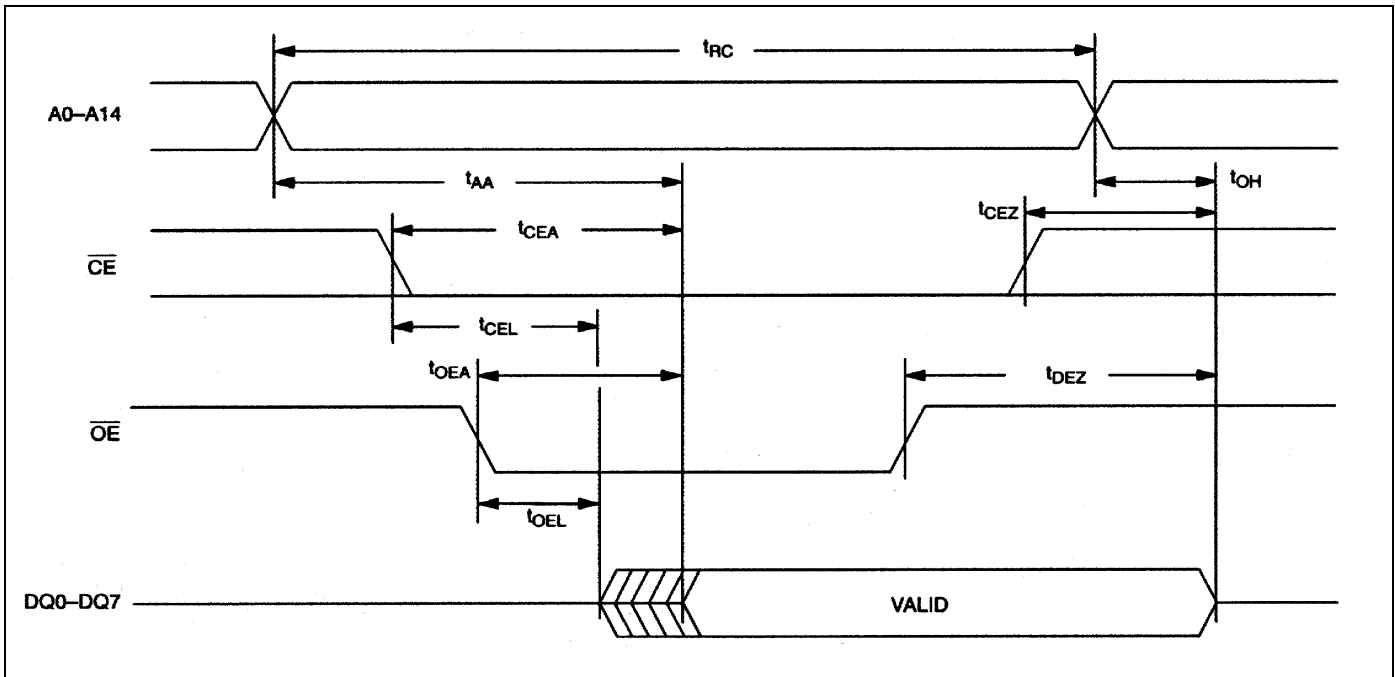 tRC
A0–A14
tAA
tOH
tCEZ
tCEA
CE
tCEL
tOEA
tDEZ
OE
tOEL
DQ0–DQ7
VALID